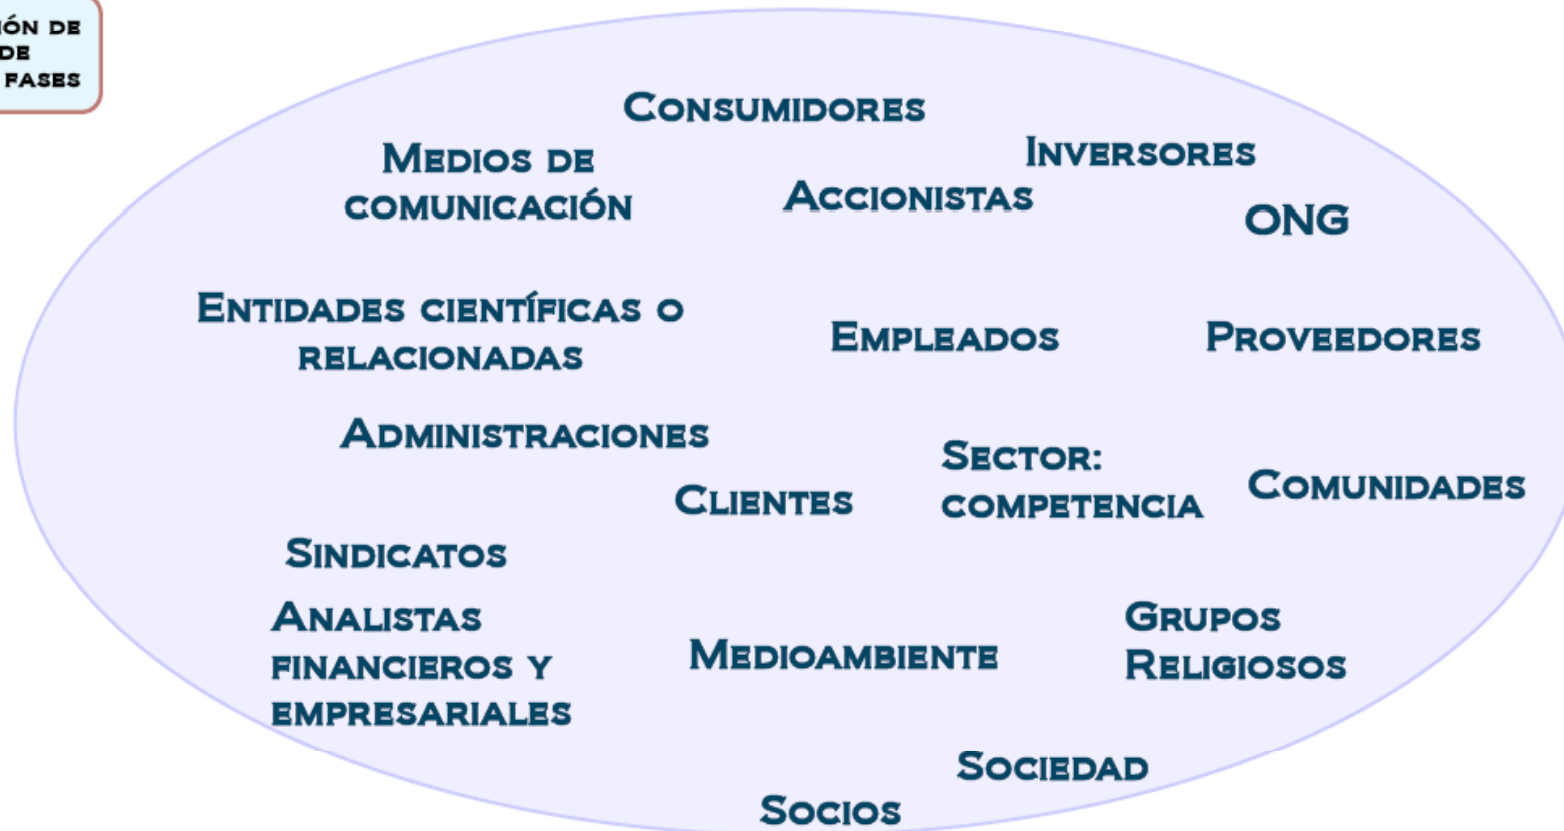 IÓN DE
DE
FASES
CONSUMIDORES
MEDIOS DE
COMUNICACIÓN
INVERSORES
ACCIONISTAS
ONG
ENTIDADES CIENTÍFICAS O
RELACIONADAS
EMPLEADOS
PROVEEDORES
ADMINISTRACIONES
SECTOR:
COMPETENCIA
COMUNIDADES
CLIENTES
SINDICATOS
ANALISTAS
FINANCIEROS Y
EMPRESARIALES
MEDIOAMBIENTE
GRUPOS
RELIGIOSOS
SOCIEDAD
SOCIOS